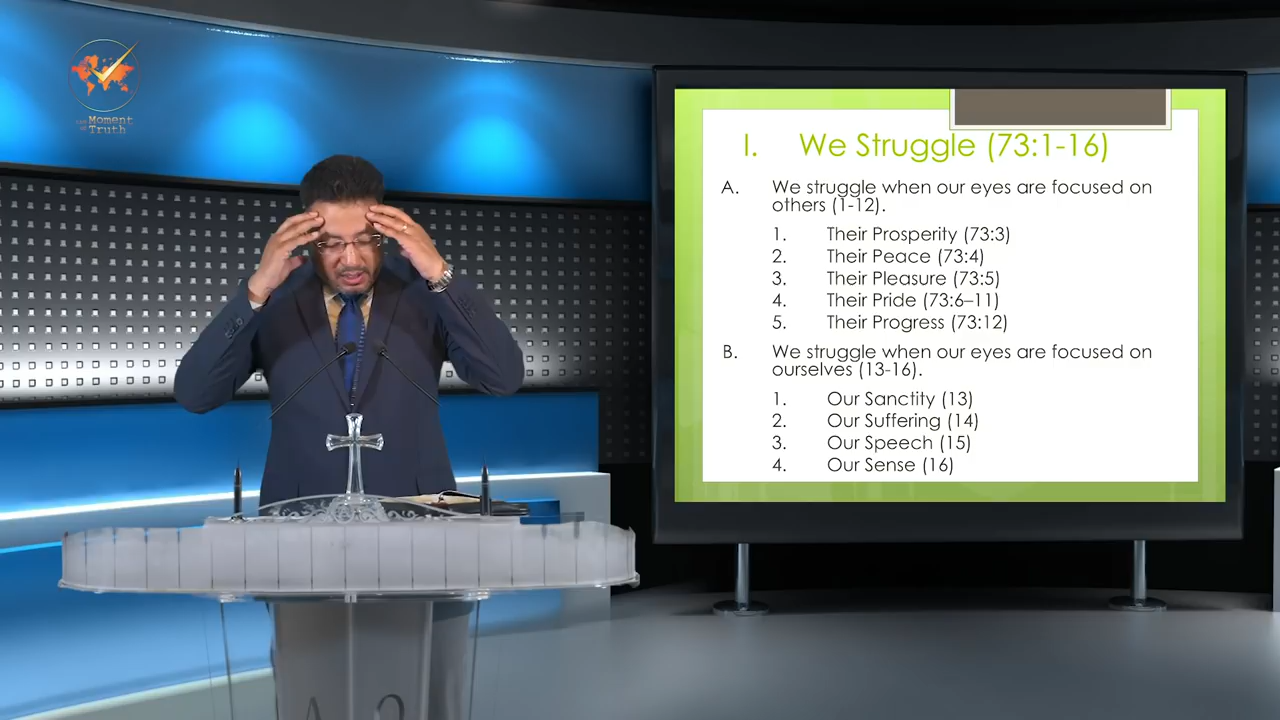 Moment
Truth
I. We Struggle (73:1-16)
A. We struggle when our eyes are focused on
others (1-12).
1. Their Prosperity (73:3)
2. Their Peace (73:4)
3. Their Pleasure (73:5)
4. Their Pride (73:6–11)
5. Their Progress (73:12)
B. We struggle when our eyes are focused on
ourselves (13-16).
1. Our Sanctity (13)
2. Our Suffering (14)
3. Our Speech (15)
4. Our Sense (16)